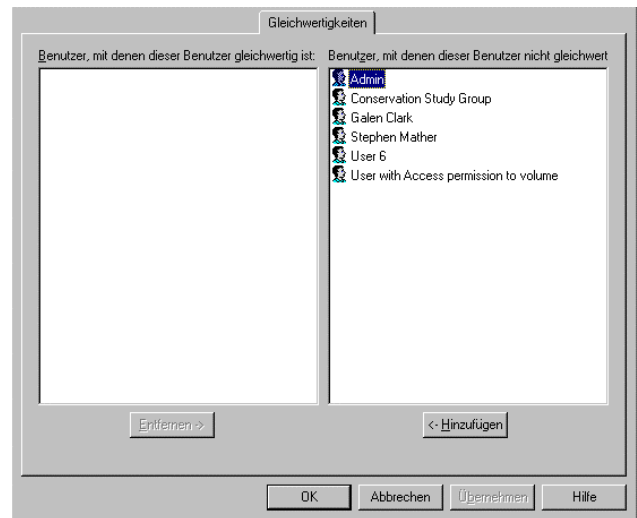 Gleichwertigkeiten
Benutzer, mit denen dieser Benutzer gleichwertig ist:
Benutzer, mit denen dieser Benutzer nicht gleichwert
Admin
Conservation Study Group
Galen Clark
Stephen Mather
User 6
User with Access permission to volume
Entfernen ->
<- Hinzufügen
OK
Abbrechen
Übernehmen
Hilfe